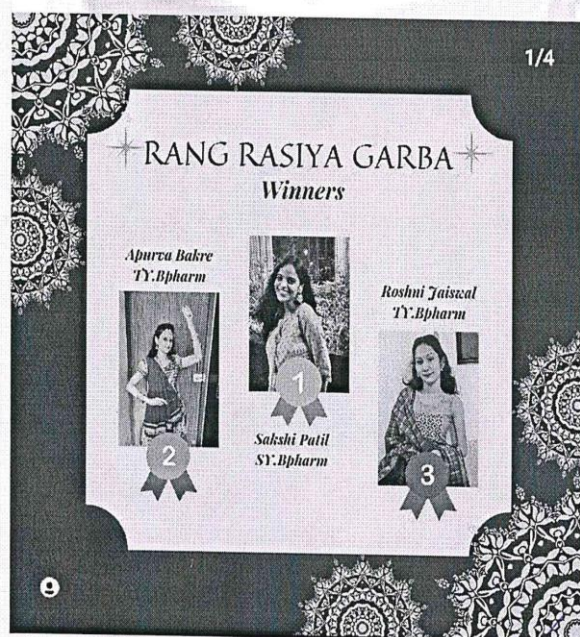 1/4
RANG RASIYA GARBA
Winners
Apurva Bakre
TY.Bpharm
Roshni Jaiswal
TY.Bpharm
1
Sakshi Patil
SY.Bpharm
2
3